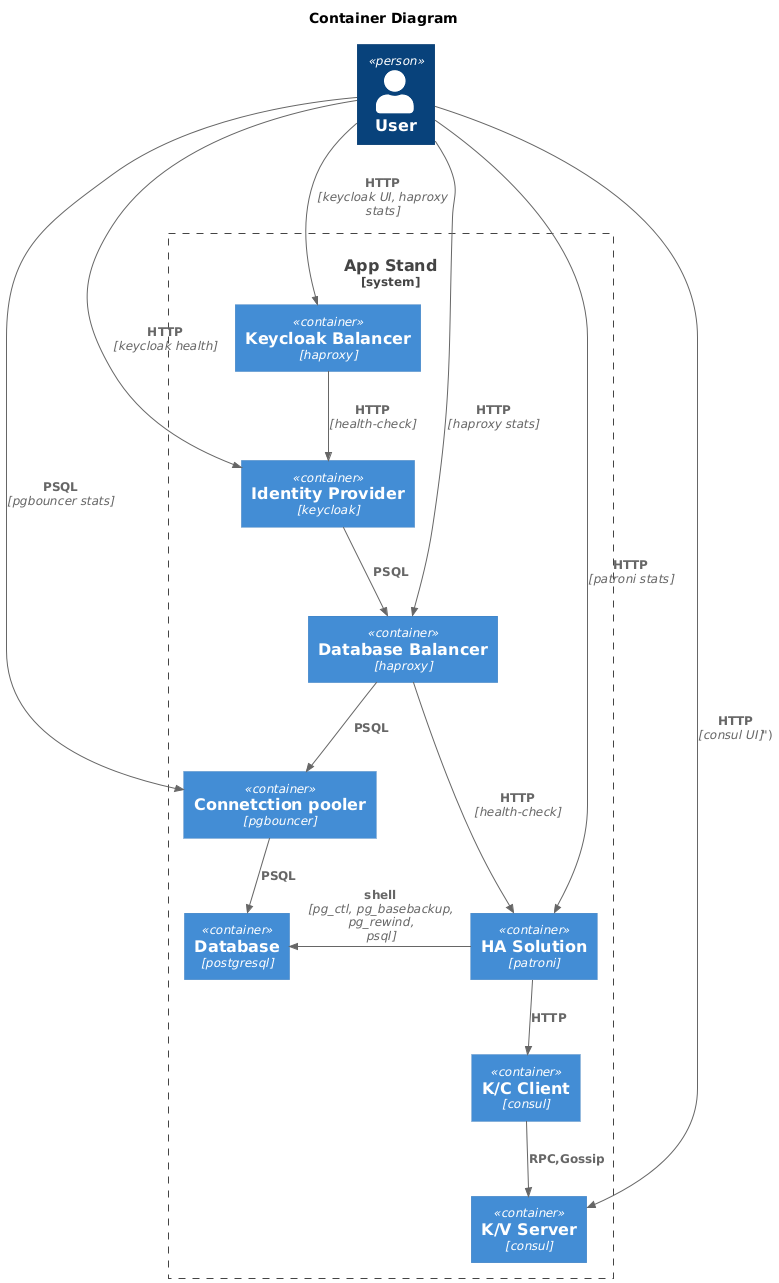 Container Diagram
«person»
User
HTTP
[keycloak UI, haproxy
stats]
App Stand
[system]
«container»
Keycloak Balancer
[haproxy]
HTTP
[keycloak health]
HTTP
[health-check]
HTTP
[haproxy stats]
«container»
Identity Provider
[keycloak]
PSQL
[pgbouncer stats]
PSQL
HTTP
[patroni stats]
«container»
Database Balancer
[haproxy]
PSQL
HTTP
[consul UI]")
«container»
Connetction pooler
[pgbouncer]
HTTP
[health-check]
PSQL
shell
[pg_ctl, pg_basebackup,
pg_rewind,
psql]
«container»
Database
[postgresql]
«container»
HA Solution
[patroni]
HTTP
«container»
K/C Client
[consul]
RPC,Gossip
«container»
K/V Server
[consul]